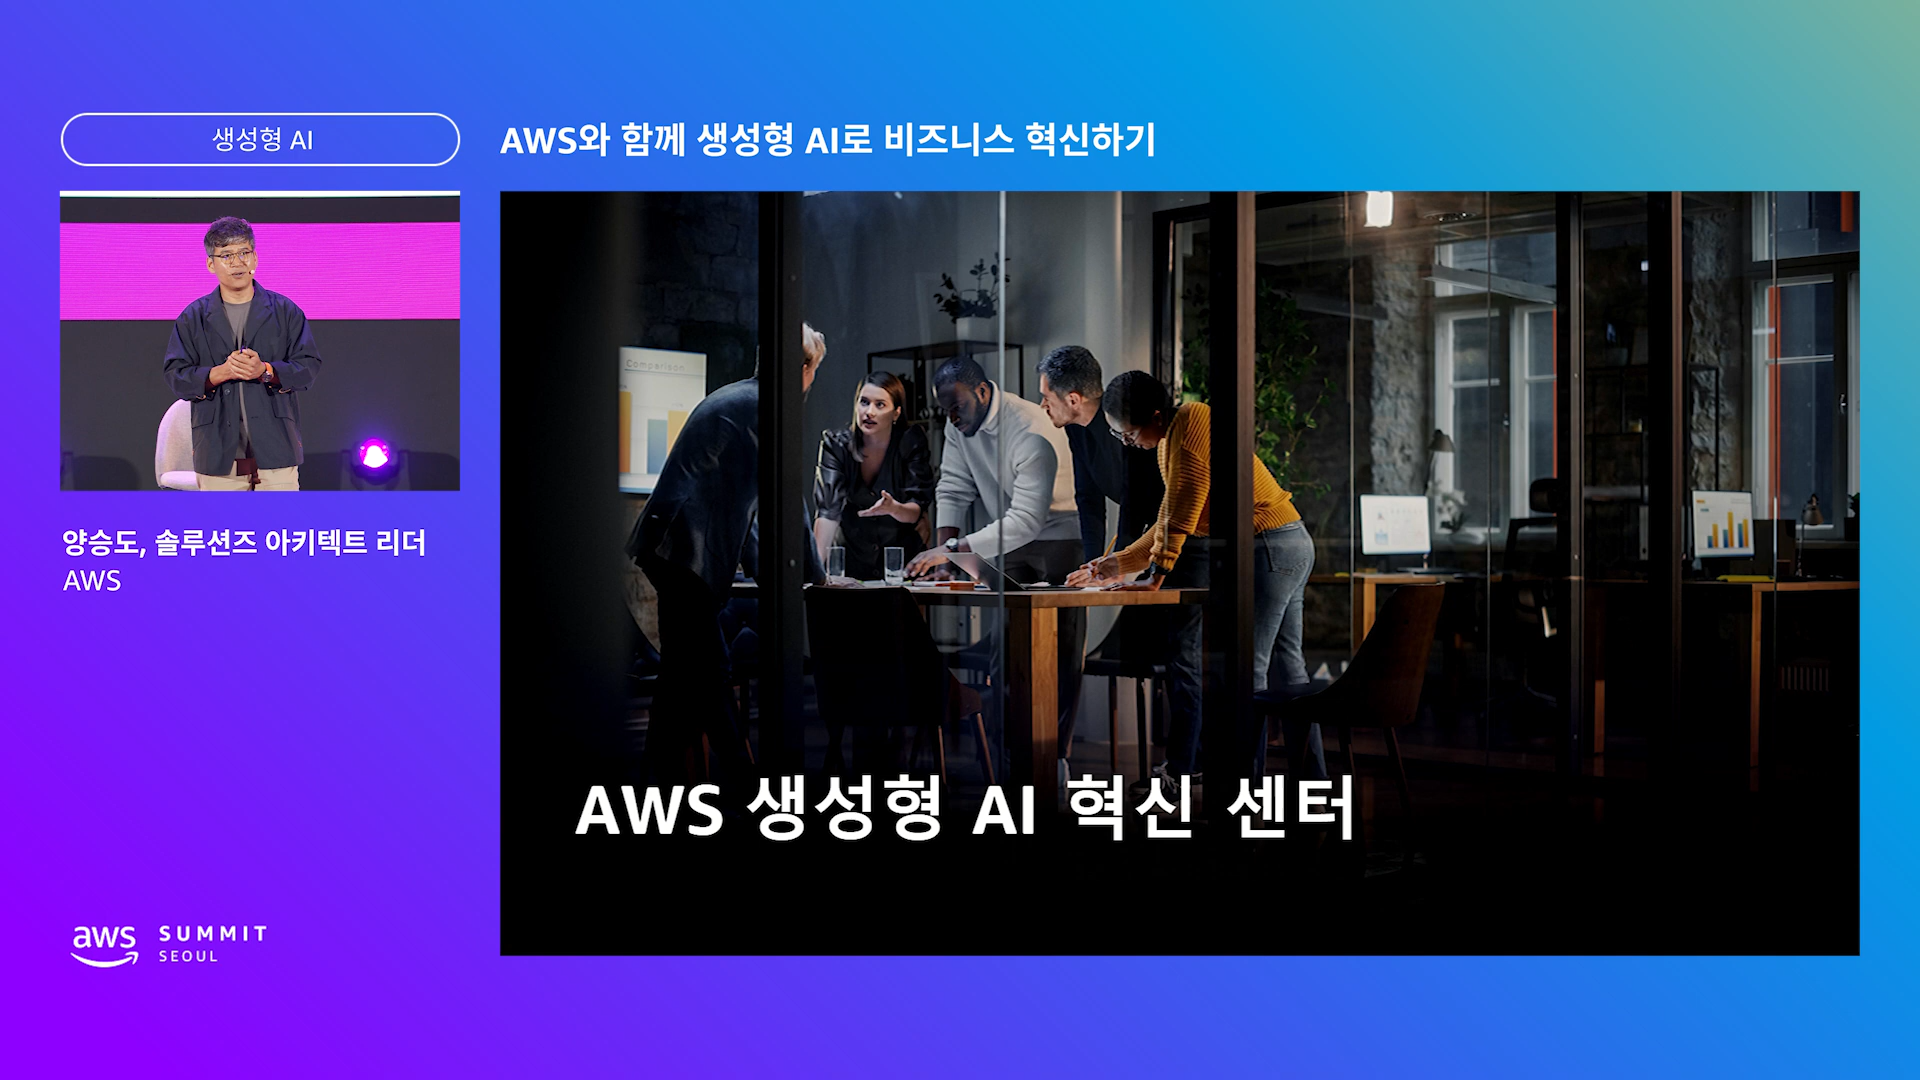 생성형 AI
AWS와 함께 생성형 AI로 비즈니스 혁신하기
양승도, 솔루션즈 아키텍트 리더
AWS
Comparison
AWS 생성형 AI 혁신 센터
aws SUMMIT
SEOUL